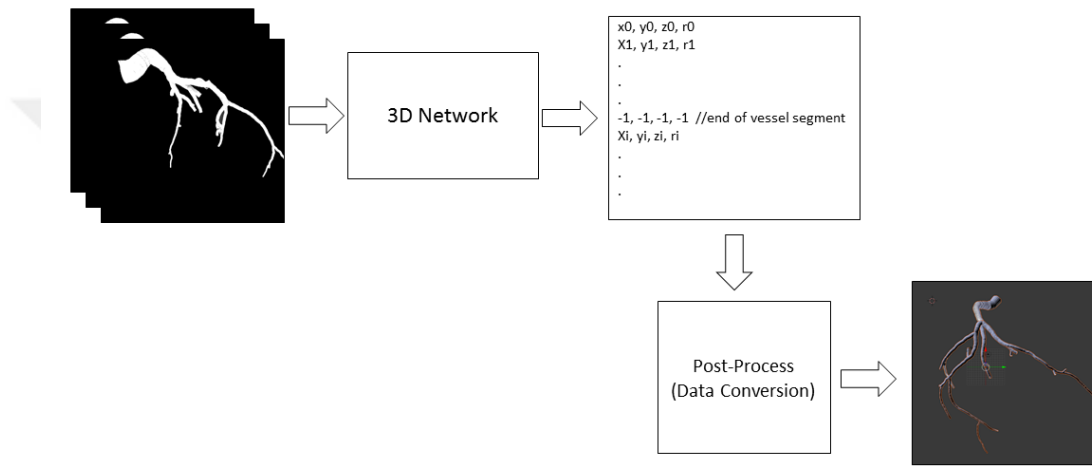 3D Network
x0, y0, z0, r0
X1, y1, z1, r1
.
.
.
-1, -1, -1, -1 //end of vessel segment
Xi, yi, zi, ri
.
.
.
Post-Process
(Data Conversion)